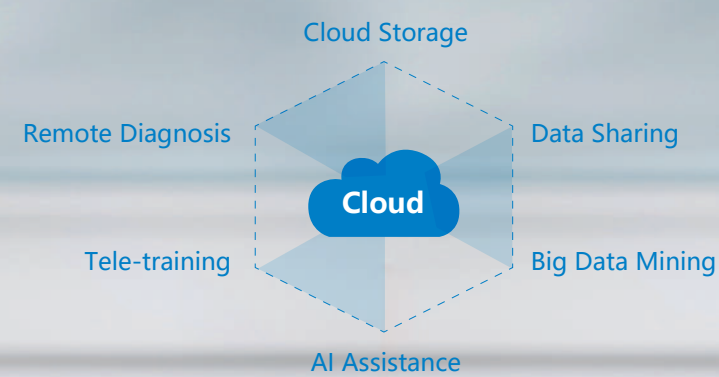 Cloud Storage
Remote Diagnosis
Data Sharing
Cloud
Tele-training
Big Data Mining
AI Assistance